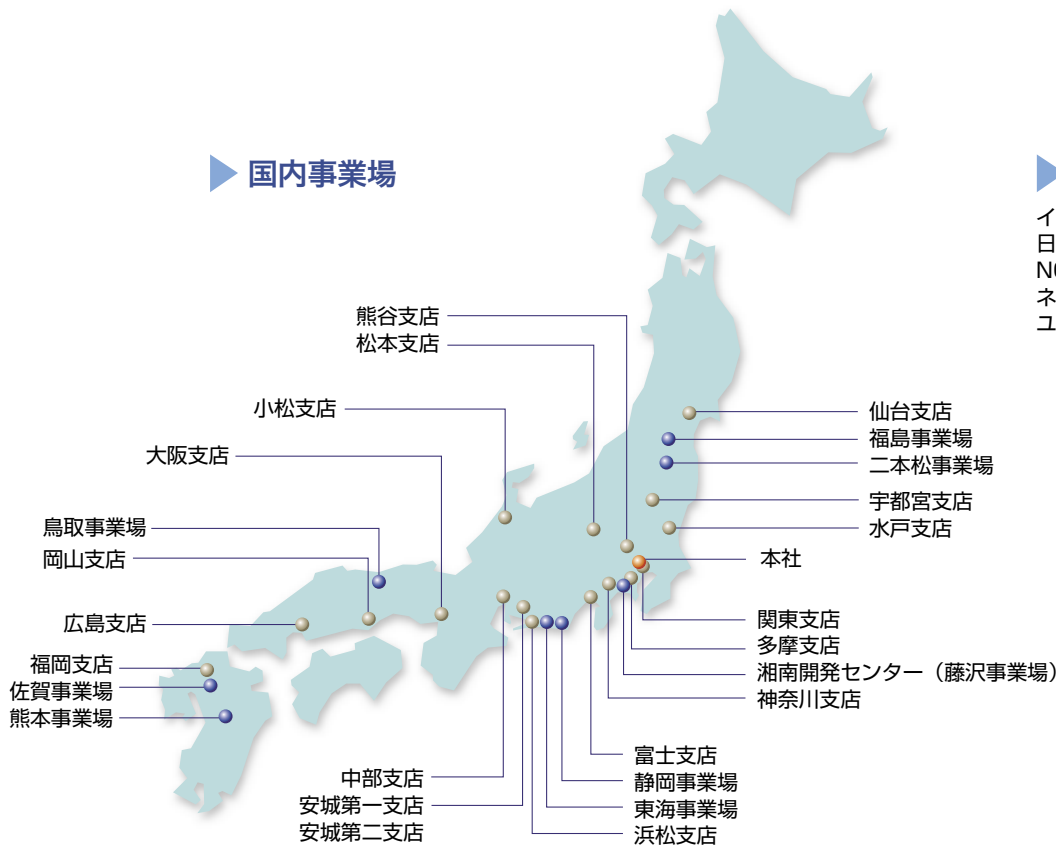 国内事業場
イ
日
NO
ネ
ユ
熊谷支店
松本支店
小松支店
大阪支店
鳥取事業場
岡山支店
広島支店
福岡支店
佐賀事業場
熊本事業場
仙台支店
福島事業場
二本松事業場
宇都宮支店
水戸支店
本社
関東支店
多摩支店
湘南開発センター（藤沢事業場）
神奈川支店
富士支店
静岡事業場
東海事業場
浜松支店
中部支店
安城第一支店
安城第二支店